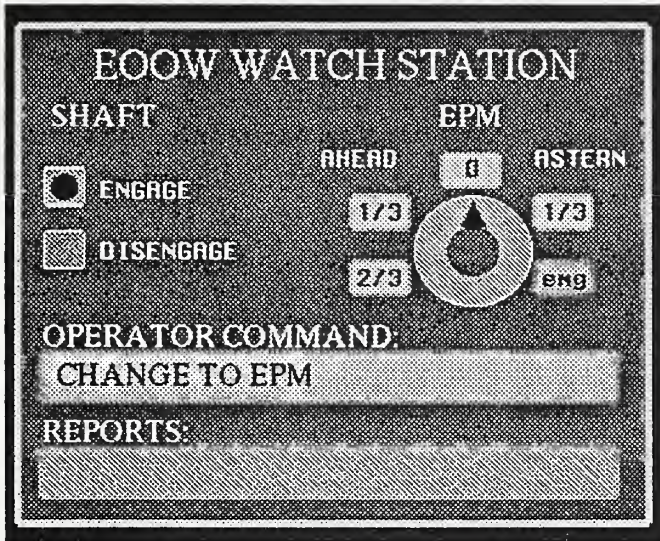 EOOW WATCH STATION
SHAFT
EPM
AHEAD
0
ASTERN
ENGAGE
1/3
1/3
DISENGAGE
2/3
eng
OPERATOR COMMAND:
CHANGE TO EPM
REPORTS: